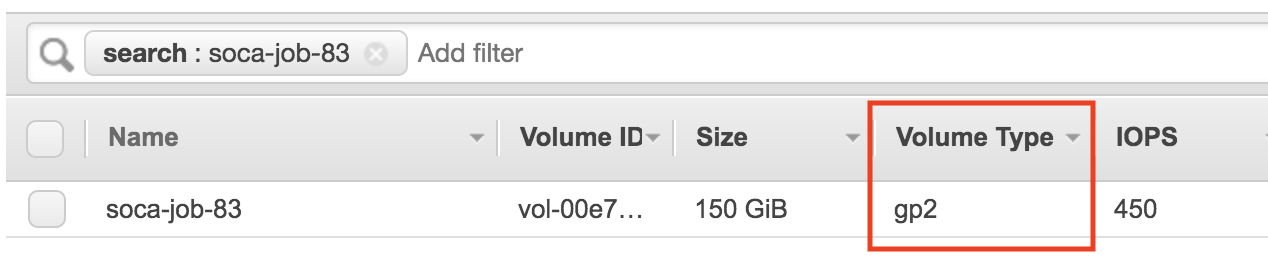 search : soca-job-83 Add filter
Name Volume ID Size Volume Type IOPS
soca-job-83 vol-00e7… 150 GiB gp2 450